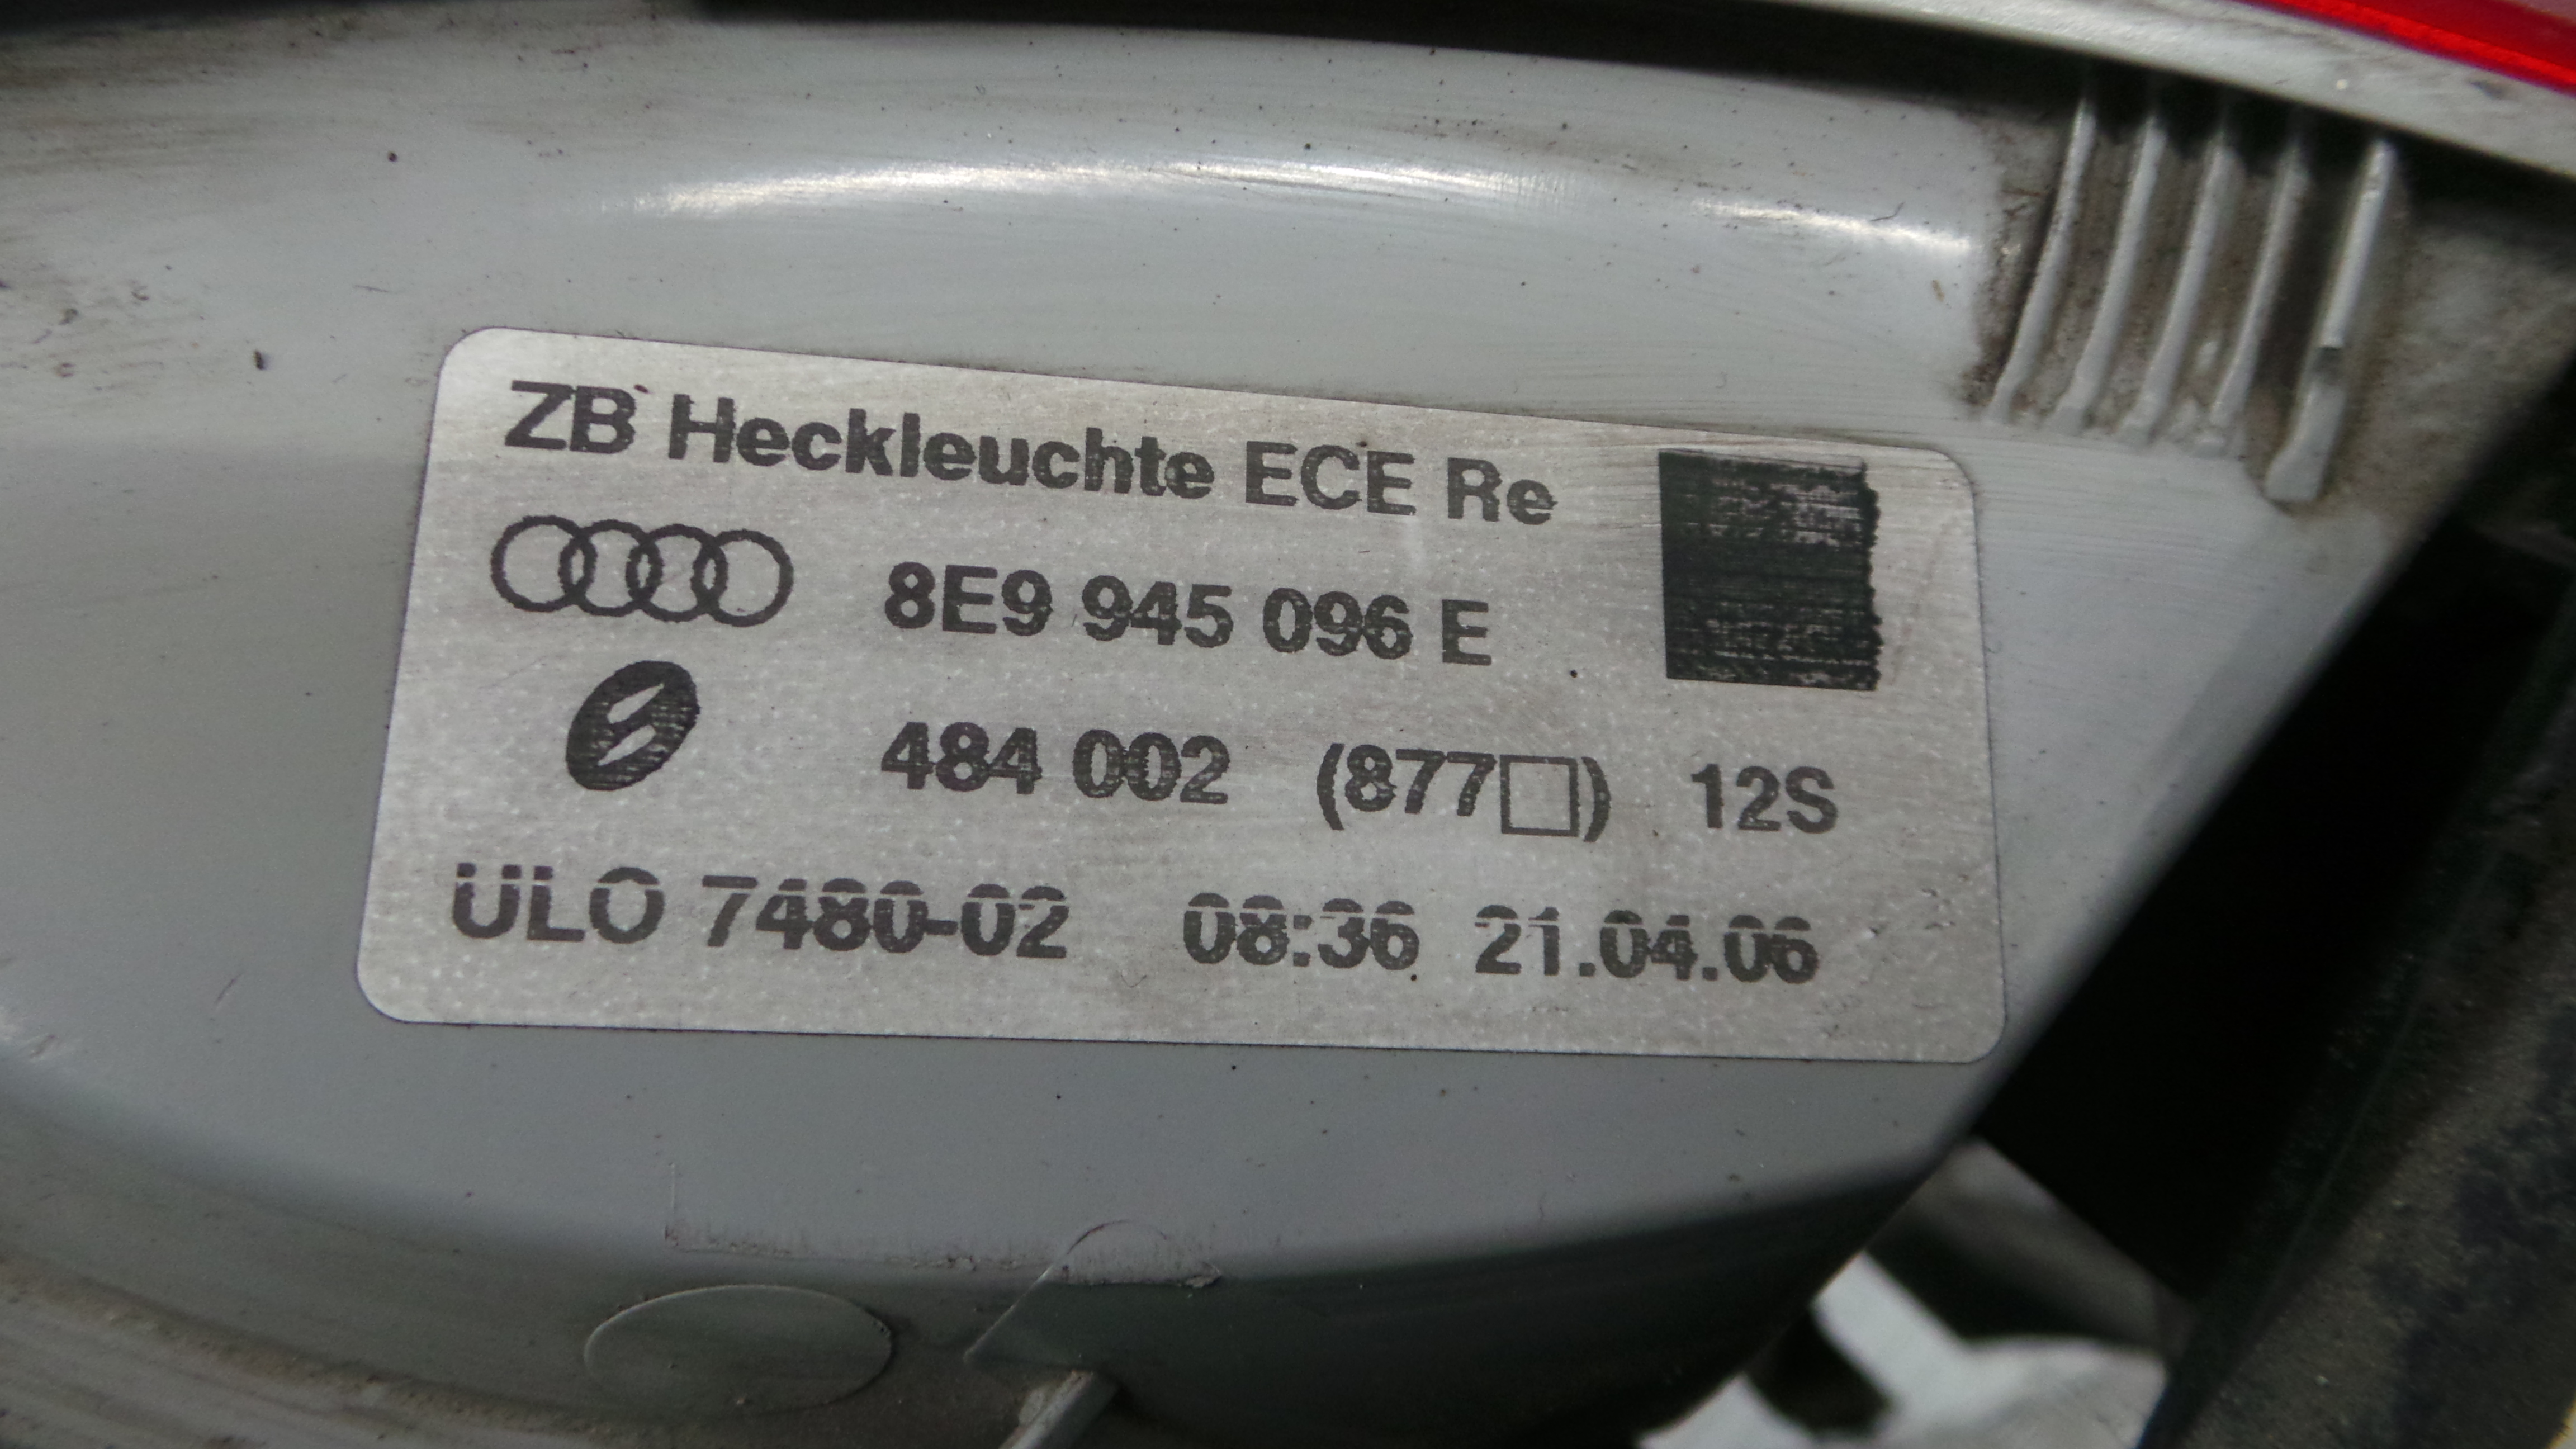 ZB Heckleuchte ECE Re
8E9 945 096 E
484 002 (877□) 12S
ULO 7480-02 08:36 21.04.06